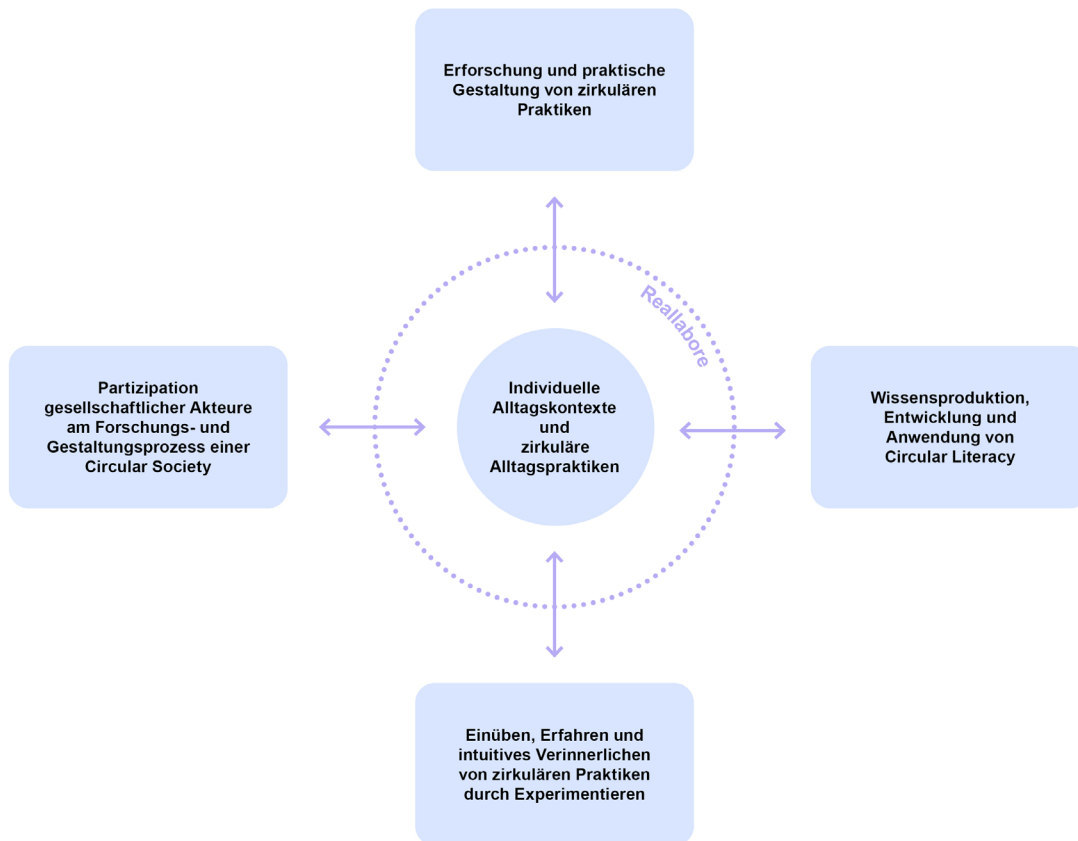 Erforschung und praktische
Gestaltung von zirkulären
Praktiken
Reallabore
Partizipation
gesellschaftlicher Akteure
am Forschungs- und
Gestaltungsprozess einer
Circular Society
Individuelle
Alltagskontexte
und
zirkuläre
Alltagspraktiken
Wissensproduktion,
Entwicklung und
Anwendung von
Circular Literacy
Einüben, Erfahren und
intuitives Verinnerlichen
von zirkulären Praktiken
durch Experimentieren